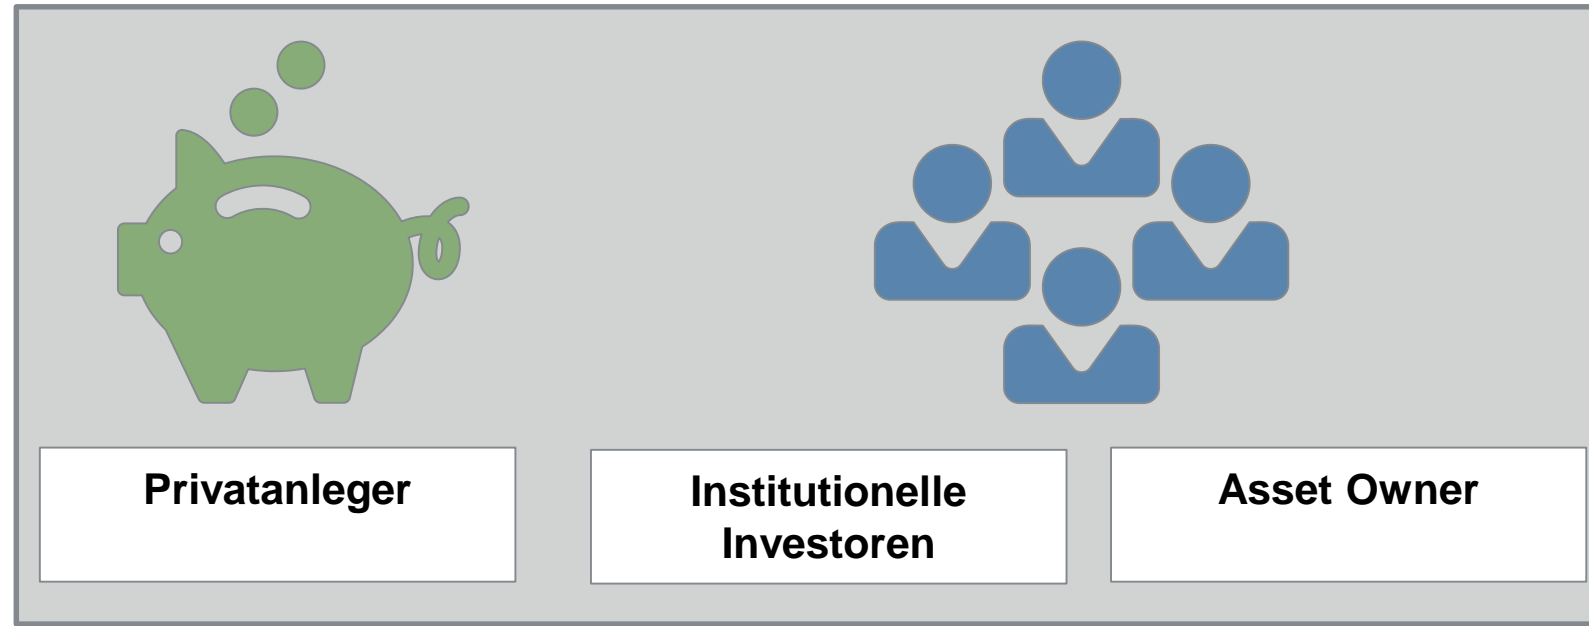 Privatanleger
Institutionelle
Investoren
Asset Owner